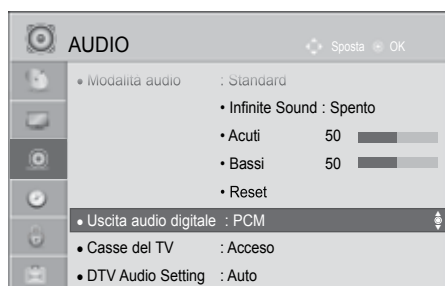 AUDIO
Sposta OK
• Modalità audio : Standard
• Infinite Sound : Spento
• Acuti 50
• Bassi 50
• Reset
• Uscita audio digitale : PCM
• Casse del TV : Acceso
• DTV Audio Setting : Auto